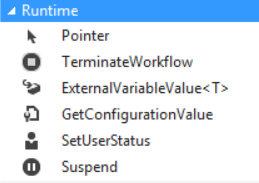 Runtime
Pointer
TerminateWorkflow
ExternalVariableValue<T>
GetConfigurationValue
SetUserStatus
Suspend